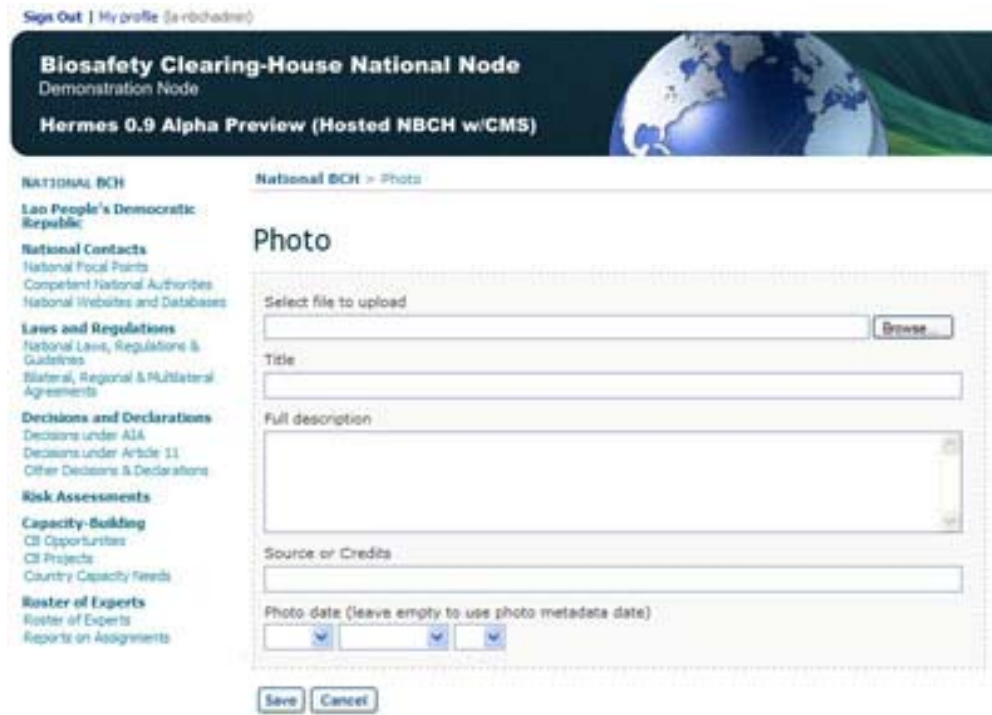 Sign Out | My profile (la-nbchadmin)
Biosafety Clearing-House National Node
Demonstration Node
Hermes 0.9 Alpha Preview (Hosted NBCH w/CMS)
NATIONAL BCH
Lao People's Democratic
Republic
National Contacts
National Focal Points
Competent National Authorities
National Websites and Databases
Laws and Regulations
National Laws, Regulations &
Guidelines
Bilateral, Regional & Multilateral
Agreements
Decisions and Declarations
Decisions under AIA
Decisions under Article 11
Other Decisions & Declarations
Risk Assessments
Capacity-Building
CB Opportunities
CB Projects
Country Capacity Needs
Roster of Experts
Roster of Experts
Reports on Assignments
National BCH > Photo
Photo
Select file to upload
Browse...
Title
Full description
Source or Credits
Photo date (leave empty to use photo metadata date)
Save Cancel